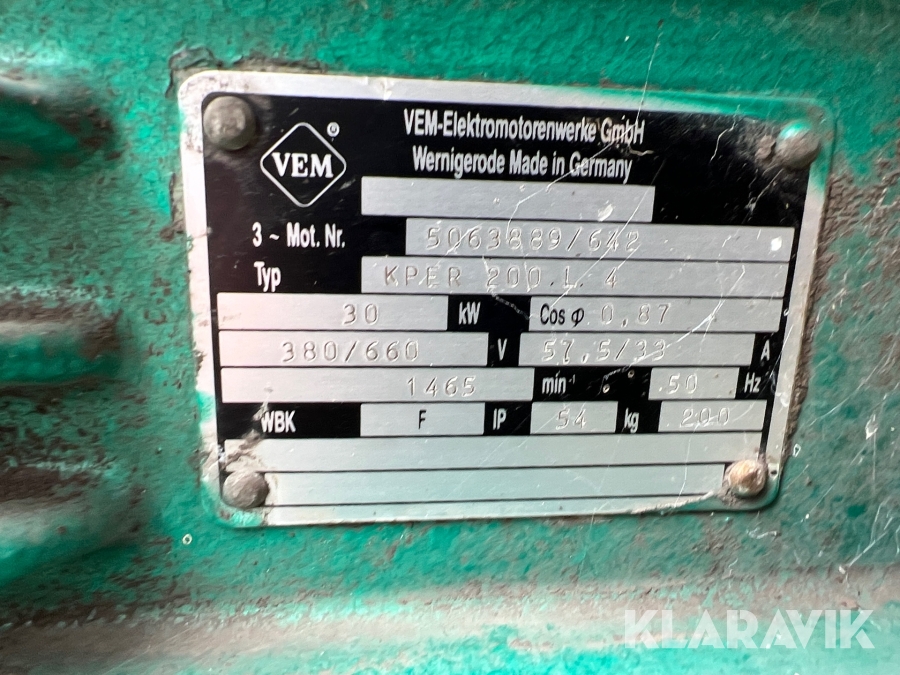 VEM
®
VEM-Elektromotorenwerke GmbH
Wernigerode Made in Germany
3 ~ Mot. Nr. 5063889/642
Typ KPER 200.L.4
30 kW Cos φ 0,87
380/660 V 57,5/33 A
1465 min-1 50 Hz
WBK F IP 54 kg 200
KLARAVIK